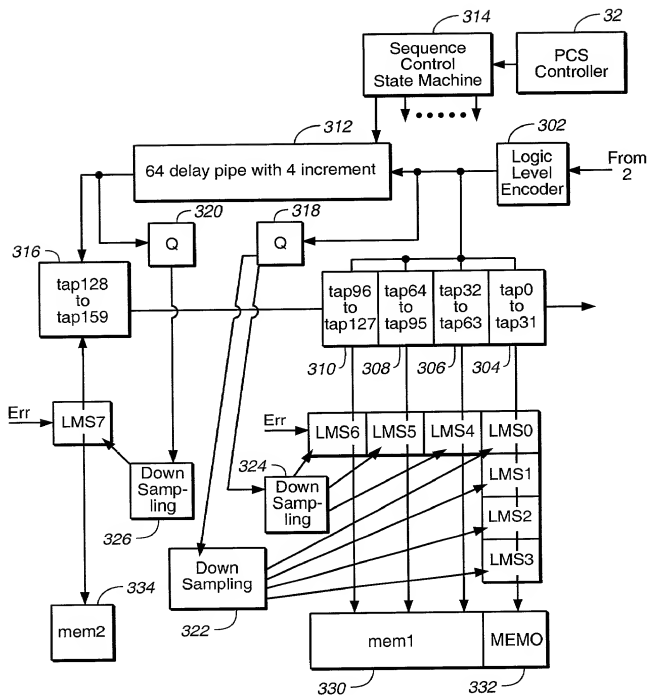 314
32
Sequence
Control
State Machine
PCS
Controller
312
302
64 delay pipe with 4 increment
Logic
Level
Encoder
From
2
320
318
Q
Q
316
tap128
to
tap159
tap96
to
tap127
tap64
to
tap95
tap32
to
tap63
tap0
to
tap31
310
308
306
304
Err
LMS7
Err
LMS6
LMS5
LMS4
LMS0
324
Down
Samp-
ling
Down
Samp-
ling
LMS1
326
LMS2
Down
Sampling
LMS3
334
322
mem2
mem1
MEMO
330
332